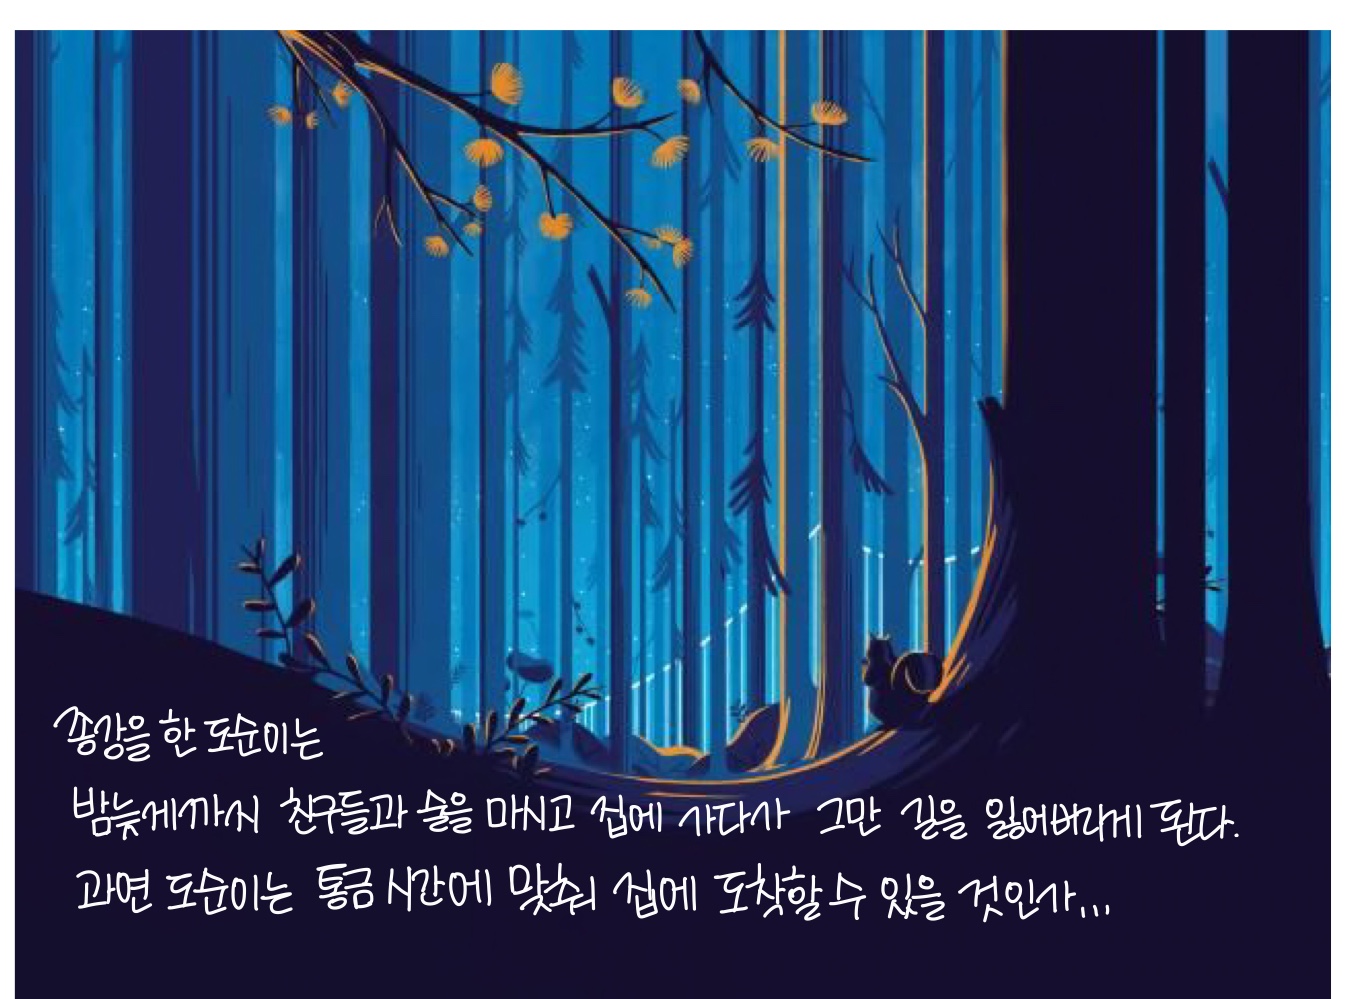 종강을 한 도순이는
밤늦게까지 친구들과 술을 마시고 집에 가다가 그만 길을 잃어버리게 된다.
과연 도순이는 통금 시간에 맞춰 집에 도착할 수 있을 것인가...